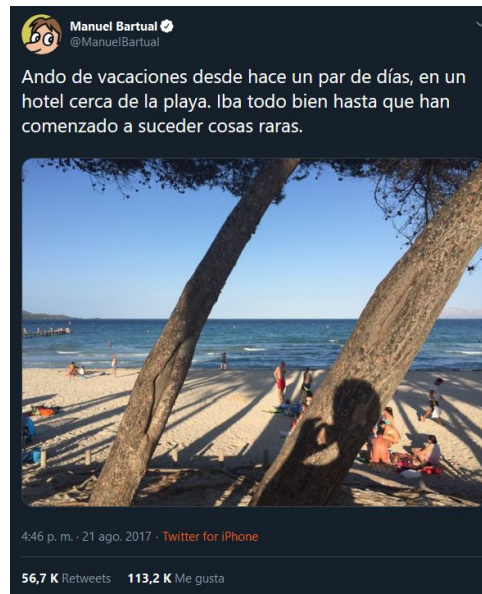 Manuel Bartual
@ManuelBartual
Ando de vacaciones desde hace un par de días, en un
hotel cerca de la playa. Iba todo bien hasta que han
comenzado a suceder cosas raras.
4:46 p. m. · 21 ago. 2017 · Twitter for iPhone
56,7 K Retweets 113,2 K Me gusta